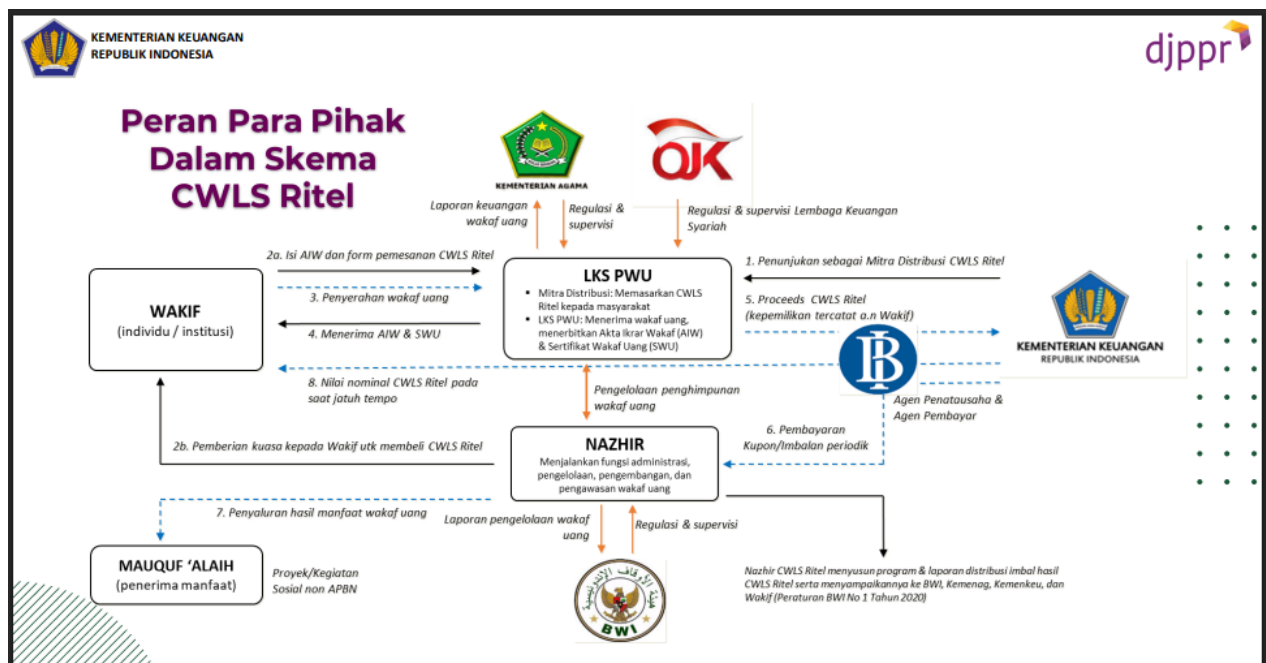 KEMENTERIAN KEUANGAN
REPUBLIK INDONESIA
djppr
Peran Para Pihak
Dalam Skema
CWLS Ritel
KEMENTERIAN AGAMA
OJK
Laporan keuangan
wakaf uang
Regulasi &
supervisi
Regulasi & supervisi Lembaga Keuangan
Syariah
2a. Isi AIW dan form pemesanan CWLS Ritel
3. Penyerahan wakaf uang
4. Menerima AIW & SWU
WAKIF
(individu / institusi)
LKS PWU
▪ Mitra Distribusi: Memasarkan CWLS
Ritel kepada masyarakat
▪ LKS PWU: Menerima wakaf uang,
menerbitkan Akta Ikrar Wakaf (AIW)
& Sertifikat Wakaf Uang (SWU)
1. Penunjukan sebagai Mitra Distribusi CWLS Ritel
5. Proceeds CWLS Ritel
(kepemilikan tercatat a.n Wakif)
KEMENTERIAN KEUANGAN
REPUBLIK INDONESIA
BI
8. Nilai nominal CWLS Ritel pada
saat jatuh tempo
Pengelolaan penghimpunan
wakaf uang
Agen Penatausaha &
Agen Pembayar
6. Pembayaran
Kupon/Imbalan periodik
2b. Pemberian kuasa kepada Wakif utk membeli CWLS Ritel
NAZHIR
Menjalankan fungsi administrasi,
pengelolaan, pengembangan, dan
pengawasan wakaf uang
7. Penyaluran hasil manfaat wakaf uang
Laporan pengelolaan wakaf
uang
Regulasi & supervisi
MAUQUF ‘ALAIH
(penerima manfaat)
Proyek/Kegiatan
Sosial non APBN
Nazhir CWLS Ritel menyusun program & laporan distribusi imbal hasil
CWLS Ritel serta menyampaikannya ke BWI, Kemenag, Kemenkeu, dan
Wakif (Peraturan BWI No 1 Tahun 2020)
هيئة الأوقاف الإندونيسية
BWI